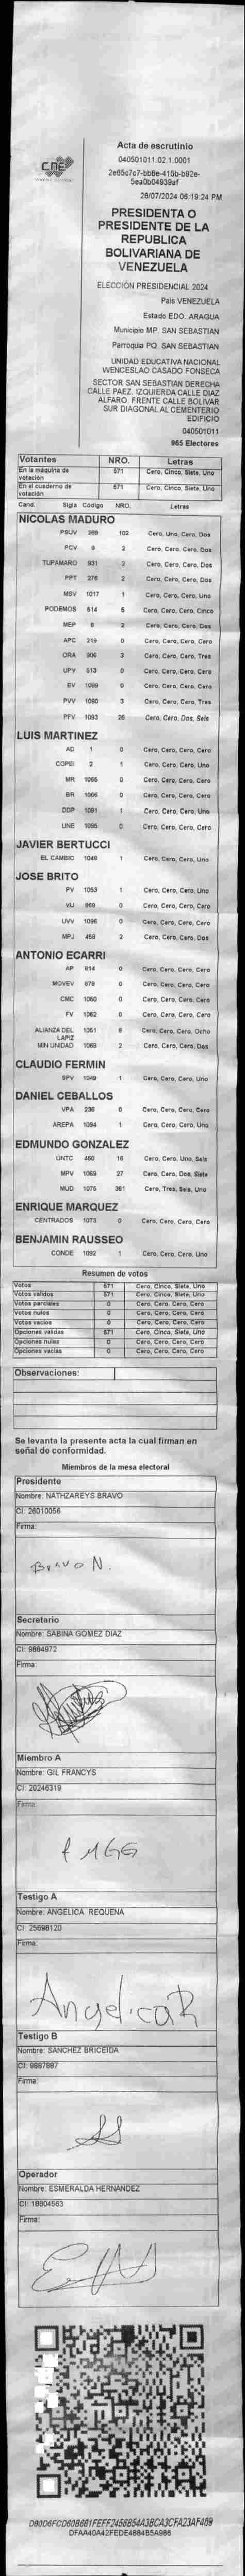 CNE
Acta de escrutinio
040501011.02.1.0001
28/07/2024 06:19:24 PM
PRESIDENTA O
PRESIDENTE DE LA
REPUBLICA
BOLIVARIANA DE
VENEZUELA
ELECCIÓN PRESIDENCIAL 2024
País VENEZUELA
Estado EDO. ARAGUA
Municipio MP. SAN SEBASTIAN
Parroquia PQ. SAN SEBASTIAN
UNIDAD EDUCATIVA NACIONAL
WENCESLAO CASADO FONSECA
SECTOR SAN SEBASTIAN DERECHA
CALLE PAEZ. IZQUIERDA CALLE DIAZ
ALFARO. FRENTE CALLE BOLIVAR
SUR DIAGONAL AL CEMENTERIO
EDIFICIO
040501011
965 Electores
Votantes NRO. Letras
En la máquina de votación 571 Cero, Cinco, Siete, Uno
En el cuaderno de votación 571 Cero, Cinco, Siete, Uno
Cand. Sigla Código NRO. Letras
NICOLAS MADURO
PSUV 269 102 Cero, Uno, Cero, Dos
PCV 2 Cero, Cero, Cero, Dos
TUPAMARO 931 2 Cero, Cero, Cero, Dos
PPT 276 2 Cero, Cero, Cero, Dos
MSV 1017 1 Cero, Cero, Cero, Uno
PODEMOS 514 5 Cero, Cero, Cero, Cinco
MEP 2 Cero, Cero, Cero, Dos
APC 219 0 Cero, Cero, Cero, Cero
ORA 906 3 Cero, Cero, Cero, Tres
UPV 513 0 Cero, Cero, Cero, Cero
EV 1089 0 Cero, Cero, Cero, Cero
PVV 1090 3 Cero, Cero, Cero, Tres
PFV 1093 26 Cero, Cero, Dos, Seis
LUIS MARTINEZ
AD 1 0 Cero, Cero, Cero, Cero
COPEI 2 1 Cero, Cero, Cero, Uno
MR 1065 0 Cero, Cero, Cero, Cero
BR 1066 0 Cero, Cero, Cero, Cero
DDP 1091 1 Cero, Cero, Cero, Uno
UNE 1095 0 Cero, Cero, Cero, Cero
JAVIER BERTUCCI
EL CAMBIO 1048 1 Cero, Cero, Cero, Uno
JOSE BRITO
PV 1053 1 Cero, Cero, Cero, Uno
VU 868 0 Cero, Cero, Cero, Cero
UVV 1096 0 Cero, Cero, Cero, Cero
MPJ 458 2 Cero, Cero, Cero, Dos
ANTONIO ECARRI
AP 814 0 Cero, Cero, Cero, Cero
MOVEV 878 0 Cero, Cero, Cero, Cero
CMC 1060 0 Cero, Cero, Cero, Cero
FV 1062 0 Cero, Cero, Cero, Cero
ALIANZA DEL LAPIZ 1051 8 Cero, Cero, Cero, Ocho
MIN UNIDAD 1068 2 Cero, Cero, Cero, Dos
CLAUDIO FERMIN
SPV 1049 1 Cero, Cero, Cero, Uno
DANIEL CEBALLOS
VPA 236 0 Cero, Cero, Cero, Cero
AREPA 1094 1 Cero, Cero, Cero, Uno
EDMUNDO GONZALEZ
UNTC 460 16 Cero, Cero, Uno, Seis
MPV 1069 27 Cero, Cero, Dos, Siete
MUD 1075 361 Cero, Tres, Seis, Uno
ENRIQUE MARQUEZ
CENTRADOS 1073 0 Cero, Cero, Cero, Cero
BENJAMIN RAUSSEO
CONDE 1092 1 Cero, Cero, Cero, Uno
Resumen de votos
Votos 571 Cero, Cinco, Siete, Uno
Votos validos 571 Cero, Cinco, Siete, Uno
Votos parciales 0 Cero, Cero, Cero, Cero
Votos nulos 0 Cero, Cero, Cero, Cero
Votos vacios 0 Cero, Cero, Cero, Cero
Opciones validas 571 Cero, Cinco, Siete, Uno
Opciones nulas 0 Cero, Cero, Cero, Cero
Opciones vacias 0 Cero, Cero, Cero, Cero
Observaciones:
Se levanta la presente acta la cual firman en
señal de conformidad.
Miembros de la mesa electoral
Presidente
Nombre: NATHZAREYS BRAVO
CI: 26010056
Firma:
Bravo N.
Secretario
Nombre: SABINA GOMEZ DIAZ
CI: 9884972
Firma:
Miembro A
Nombre: GIL FRANCYS
CI: 20246319
Firma:
Testigo A
Nombre: ANGELICA REQUENA
CI: 25698120
Firma:
Angelica R
Testigo B
Nombre: SANCHEZ BRICEIDA
CI: 9887887
Firma:
Operador
Nombre: ESMERALDA HERNANDEZ
CI: 16804563
Firma: